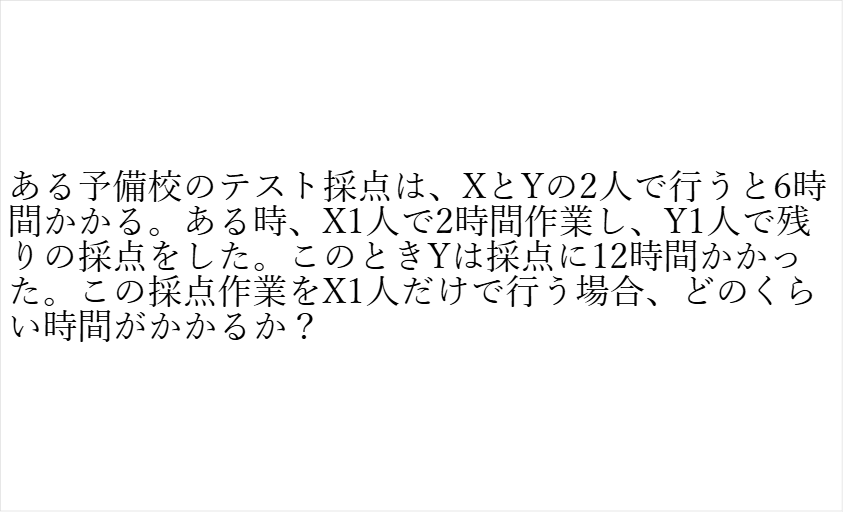 ある予備校のテスト採点は、XとYの2人で行うと6時
間かかる。ある時、X1人で2時間作業し、Y1人で残
りの採点をした。このときYは採点に12時間かかっ
た。この採点作業をX1人だけで行う場合、どのくら
い時間がかかるか？